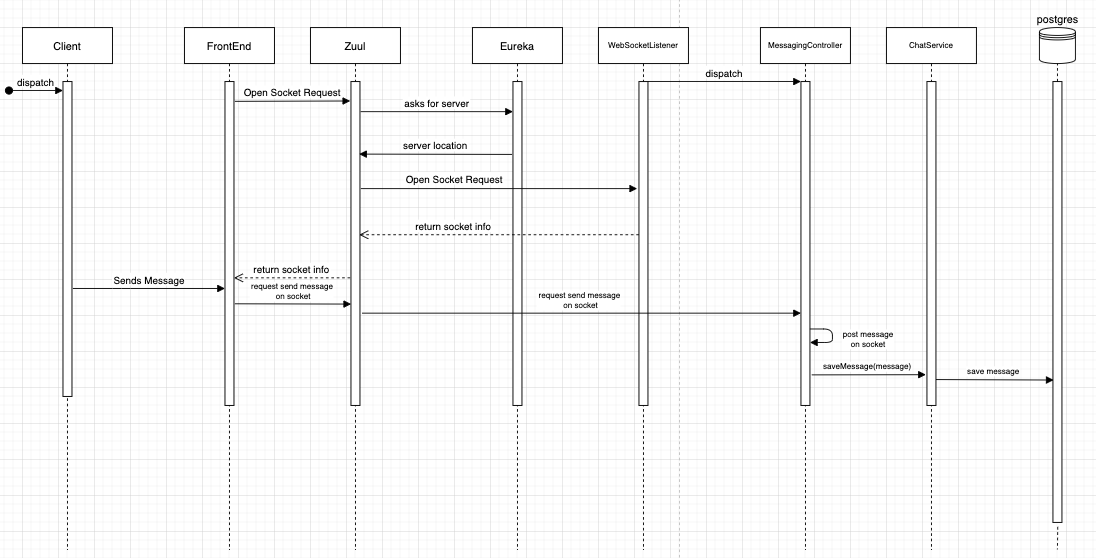 postgres
Client
FrontEnd
Zuul
Eureka
WebSocketListener
MessagingController
ChatService
dispatch
dispatch
Open Socket Request
asks for server
server location
Open Socket Request
return socket info
return socket info
Sends Message
request send message
on socket
request send message
on socket
post message
on socket
saveMessage(message)
save message